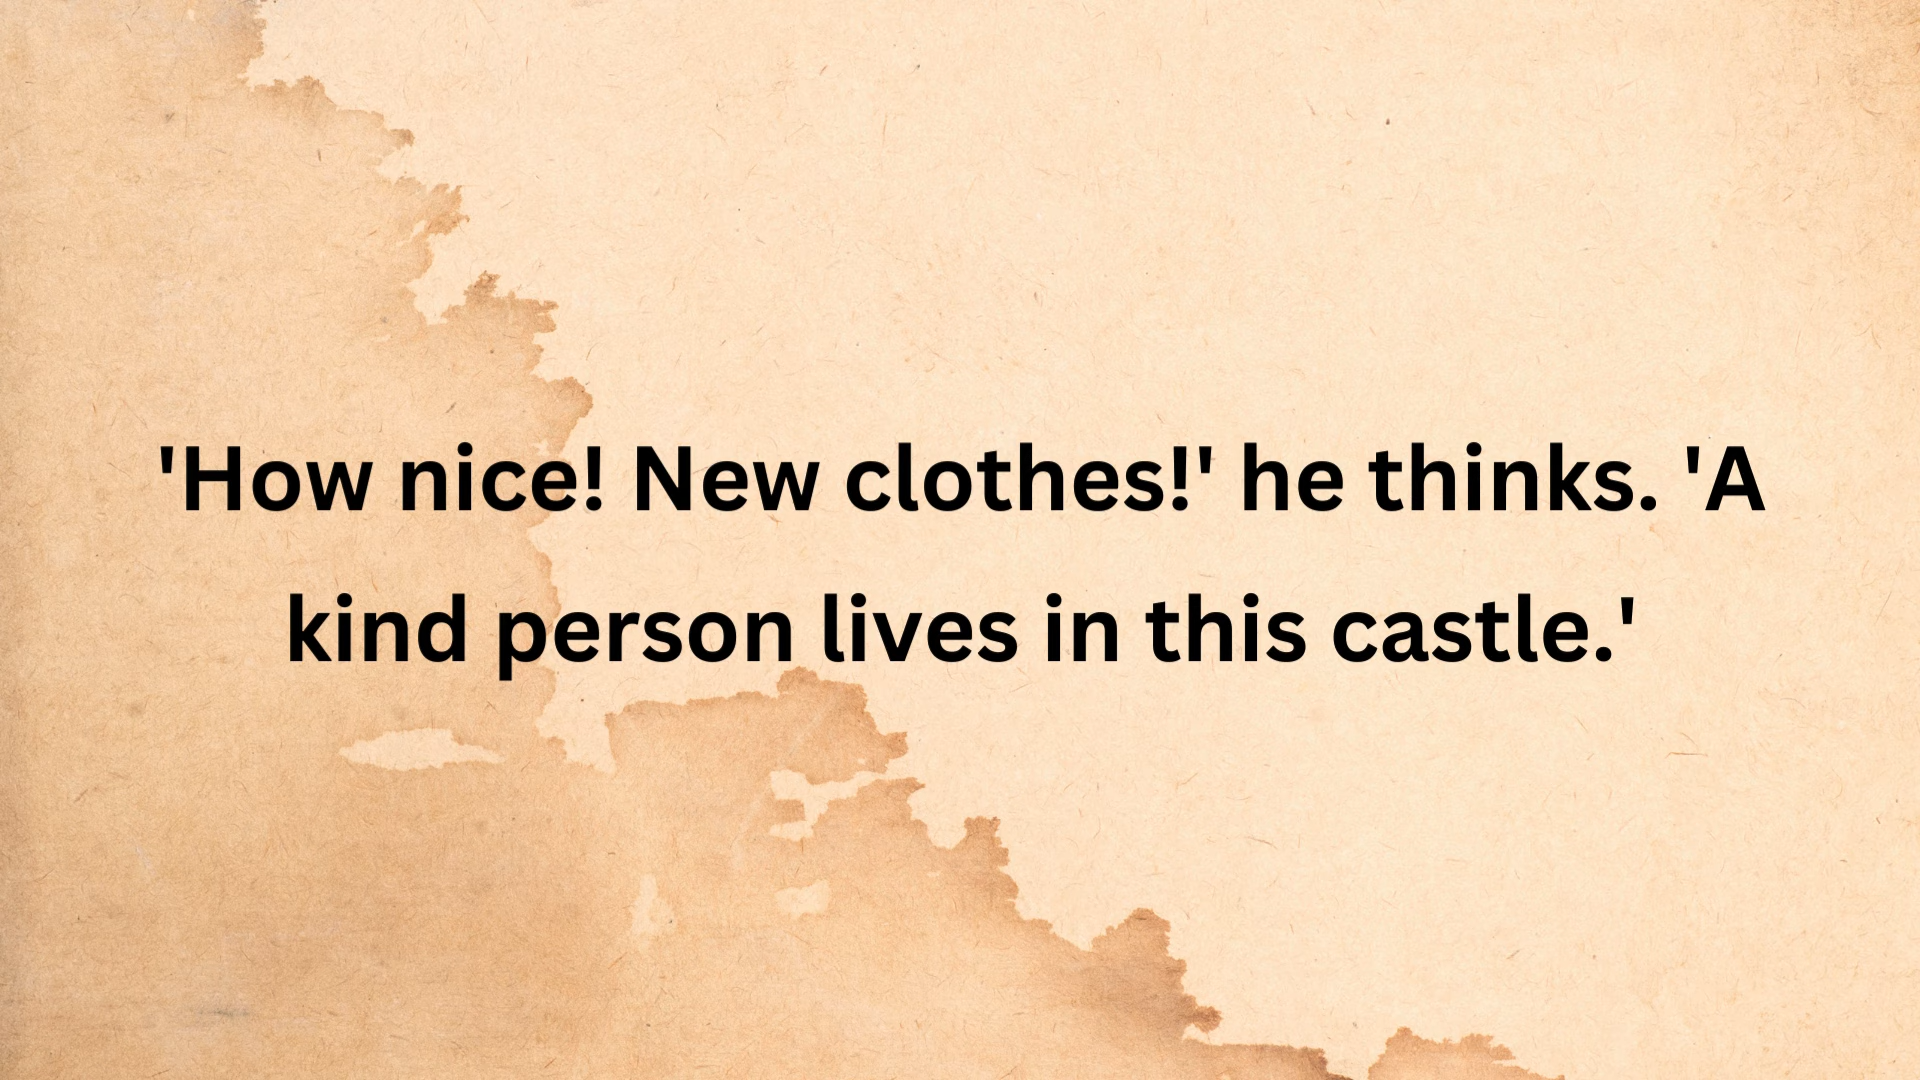 'How nice! New clothes!' he thinks. 'A
kind person lives in this castle.'